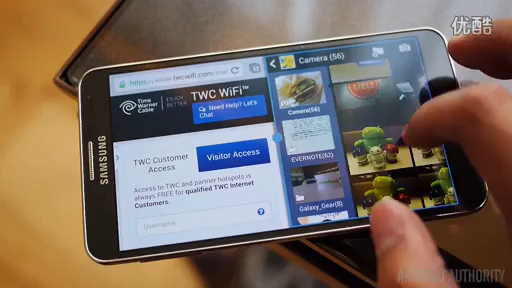 优酷
SAMSUNG
https://www.twcwifi.com
Time
Warner
Cable
ENJOY
BETTER
TWC WiFi™
Need Help? Let's
Chat
TWC Customer
Access
Visitor Access
Access to TWC and partner hotspots is
always FREE for qualified TWC Internet
Customers.
Username
?
Camera (56)
Camera(56)
EVERNOTE(62)
Galaxy_Gear(8)
ANDROID AUTHORITY